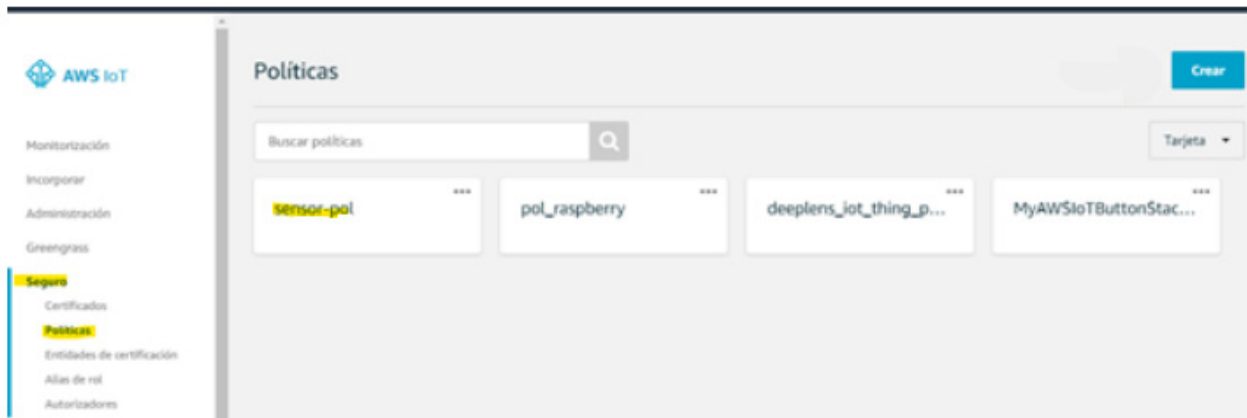 AWS IoT
Monitorización
Incorporar
Administración
Greengrass
Seguro
Certificados
Políticas
Entidades de certificación
Alias de rol
Autorizadores
Políticas
Crear
Buscar políticas
Tarjeta
sensor-pol
pol_raspberry
deeplens_iot_thing_p...
MyAWSIoTButtonStac...